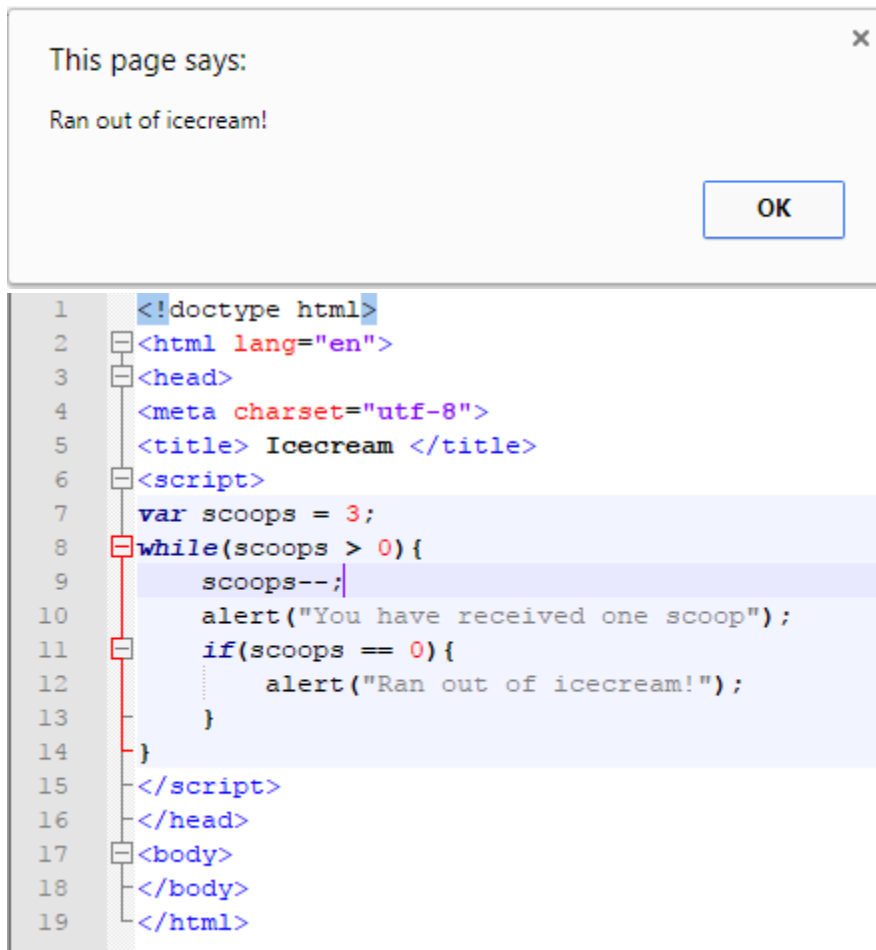 This page says:
Ran out of icecream!
OK
1 <!doctype html>
2 <html lang="en">
3 <head>
4 <meta charset="utf-8">
5 <title> Icecream </title>
6 <script>
7 var scoops = 3;
8 while(scoops > 0){
9 scoops--;
10 alert("You have received one scoop");
11 if(scoops == 0){
12 alert("Ran out of icecream!");
13 }
14 }
15 </script>
16 </head>
17 <body>
18 </body>
19 </html>